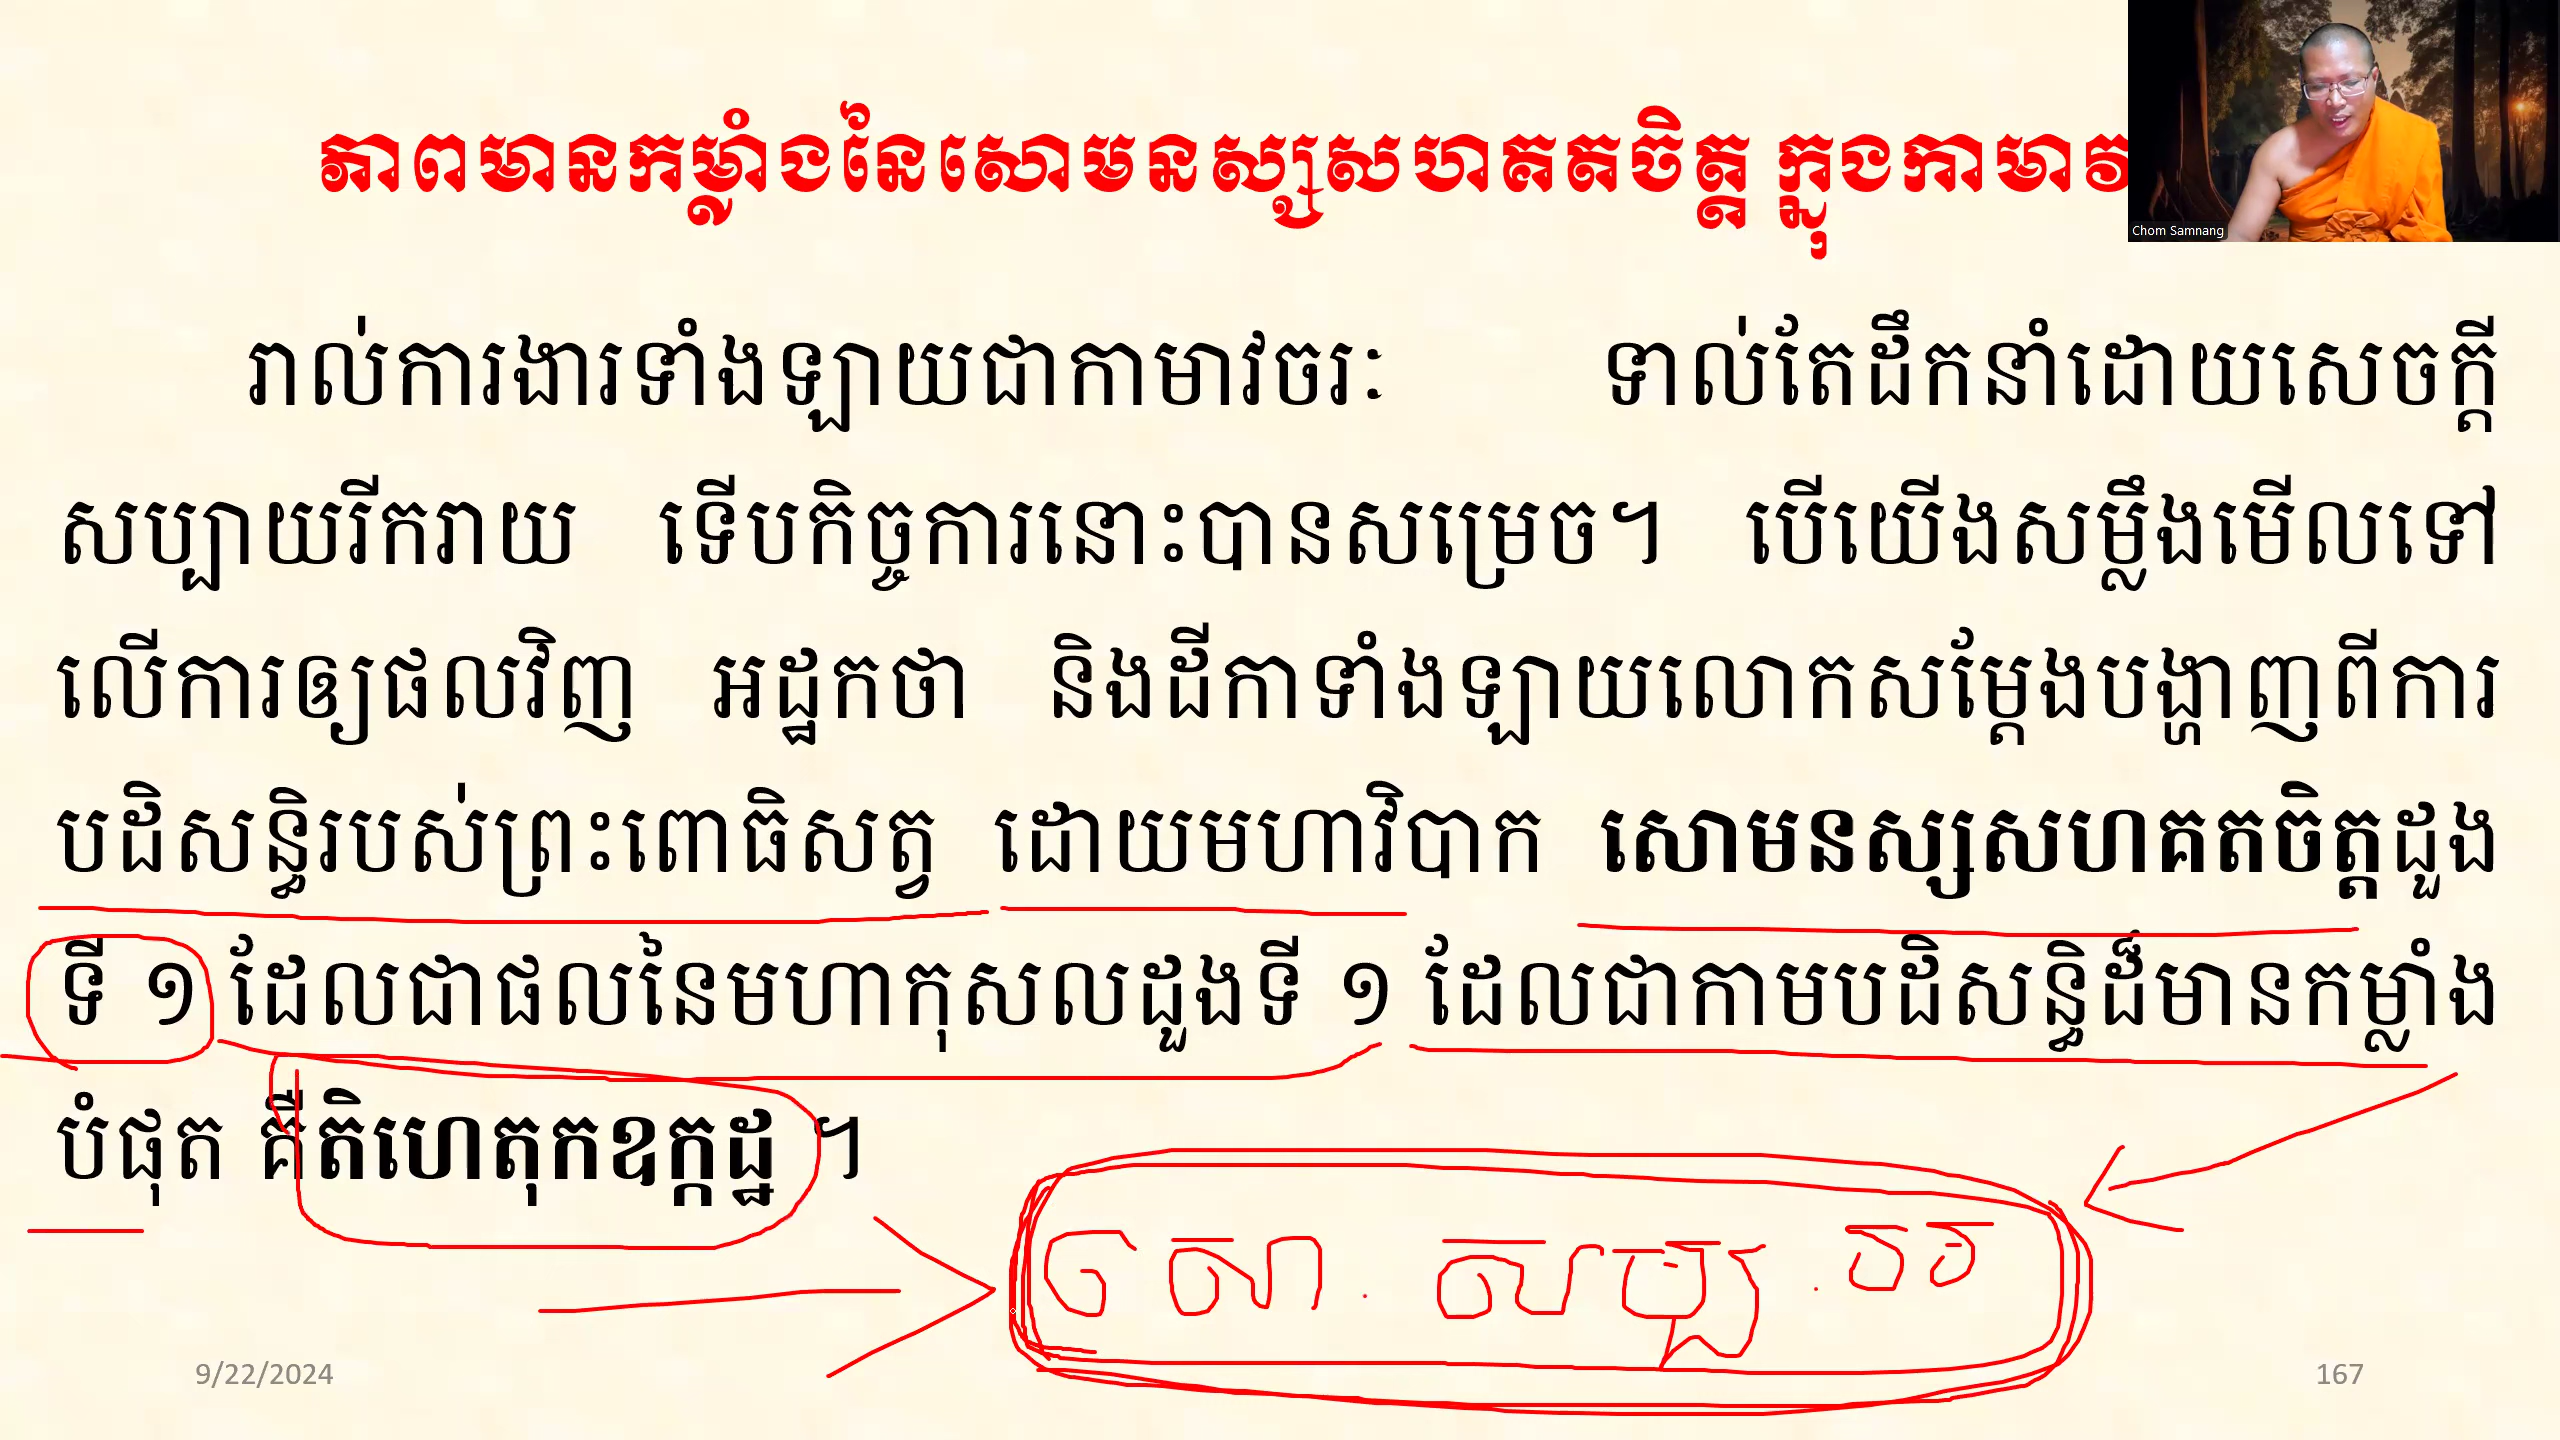 ភាពមានកម្លាំងនៃសោមនស្សសហគតចិត្ត ក្នុងកាមាវ
Chom Samnang
រាល់ការងារទាំងឡាយជាកាមាវចរៈ ទាល់តែដឹកនាំដោយសេចក្តី
សប្បាយរីករាយ ទើបកិច្ចការនោះបានសម្រេច។ បើយើងសម្លឹងមើលទៅ
លើការឲ្យផលវិញ អដ្ឋកថា និងដីកាទាំងឡាយលោកសម្តែងបង្ហាញពីការ
បដិសន្ធិរបស់ព្រះពោធិសត្វ ដោយមហាវិបាក សោមនស្សសហគតចិត្តដួង
ទី ១ ដែលជាផលនៃមហាកុសលដួងទី ១ ដែលជាកាមបដិសន្ធិដ៏មានកម្លាំង
បំផុត គឺតិហេតុកឧក្កដ្ឋ ។
9/22/2024
167